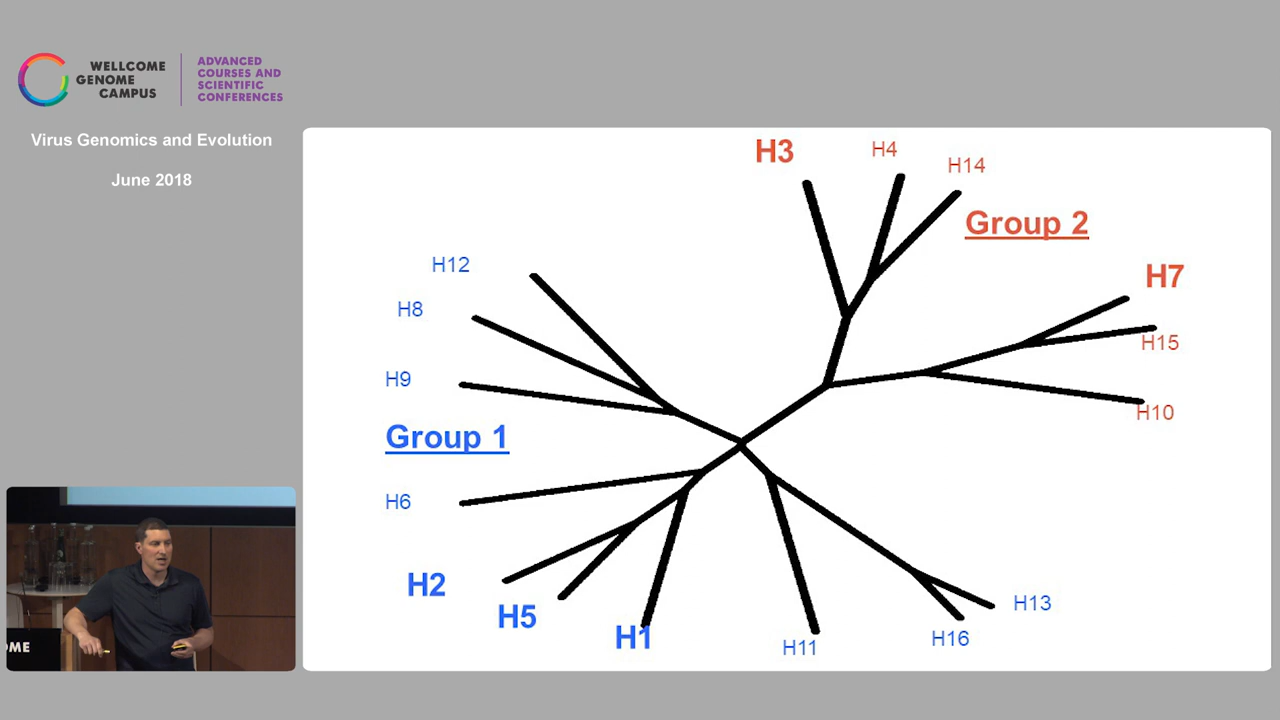 WELLCOME
GENOME
CAMPUS
ADVANCED
COURSES AND
SCIENTIFIC
CONFERENCES
Virus Genomics and Evolution
June 2018
H3
H4
H14
Group 2
H12
H7
H8
H15
H9
H10
Group 1
H6
H2
H5
H1
H11
H16
H13
OME